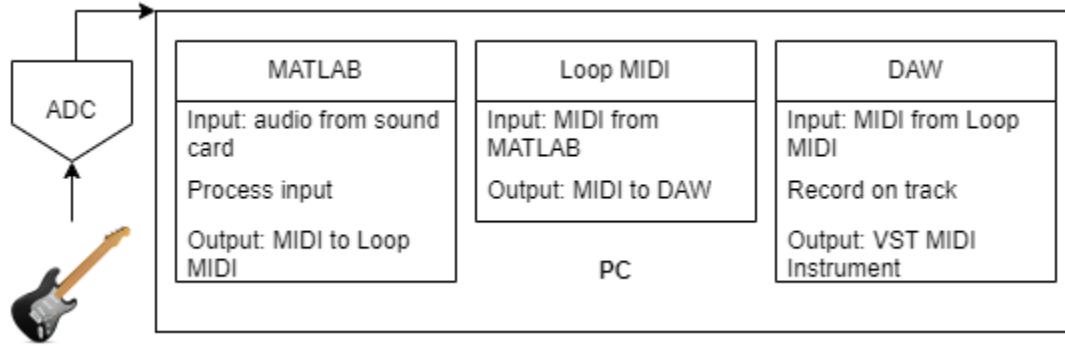 ADC
MATLAB
Input: audio from sound
card
Process input
Output: MIDI to Loop
MIDI
Loop MIDI
Input: MIDI from
MATLAB
Output: MIDI to DAW
DAW
Input: MIDI from Loop
MIDI
Record on track
Output: VST MIDI
Instrument
PC